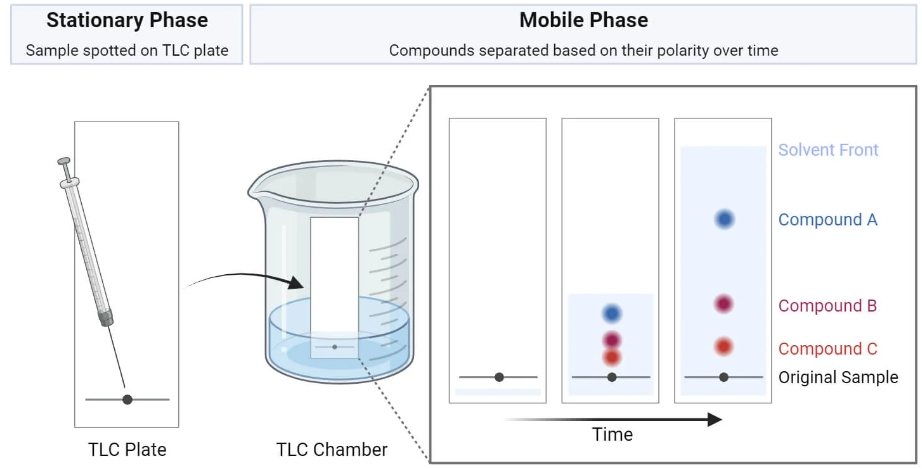 Stationary Phase
Sample spotted on TLC plate
Mobile Phase
Compounds separated based on their polarity over time
Solvent Front
Compound A
Compound B
Compound C
Original Sample
Time
TLC Plate
TLC Chamber